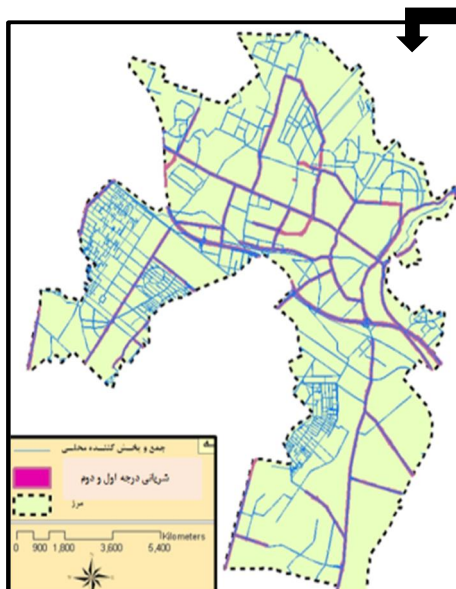 جمع و پخش کننده محلی
شریانی درجه اول و دوم
مرز
Kilometers
0 900 1,800 3,600 5,400